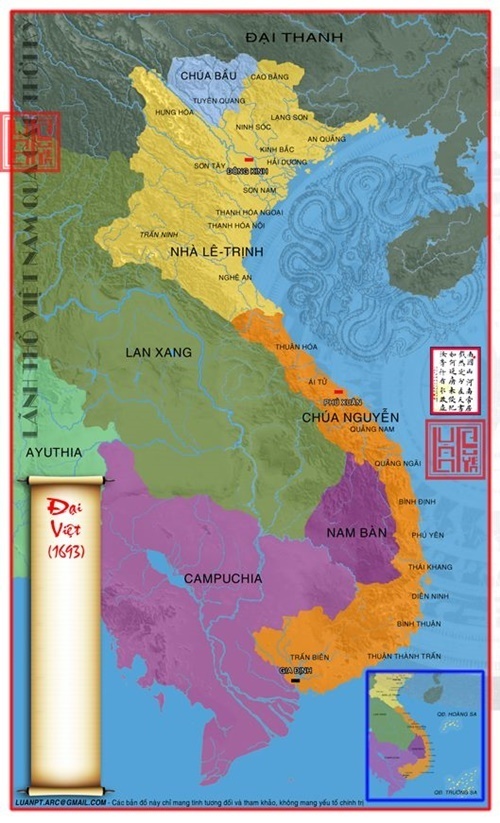 ĐẠI THANH
CHÚA BẦU
CAO BẰNG
TUYÊN QUANG
HƯNG HÓA
LẠNG SƠN
NINH SÓC
AN QUẢNG
KINH BẮC
SƠN TÂY
HẢI DƯƠNG
ĐÔNG KINH
SƠN NAM
THANH HÓA NGOẠI
THANH HÓA NỘI
TRẤN NINH
NHÀ LÊ-TRỊNH
NGHỆ AN
LÃNH THỔ VIỆT NAM QUA
THUẬN HÓA
LAN XANG
ÁI TỬ
PHÚ XUÂN
CHÚA NGUYỄN
QUẢNG NAM
AYUTHIA
QUẢNG NGÃI
Đại
Việt
(1693)
BÌNH ĐỊNH
NAM BÀN
PHÚ YÊN
THÁI KHANG
CAMPUCHIA
DIÊN NINH
BÌNH THUẬN
TRẤN BIÊN
THUẬN THÀNH TRẤN
GIA ĐỊNH
QĐ. HOÀNG SA
QĐ. TRƯỜNG SA
LUANPT.ARC@GMAIL.COM - Các bản đồ này chỉ mang tính tượng đối và tham khảo, không mang yếu tố chính trị